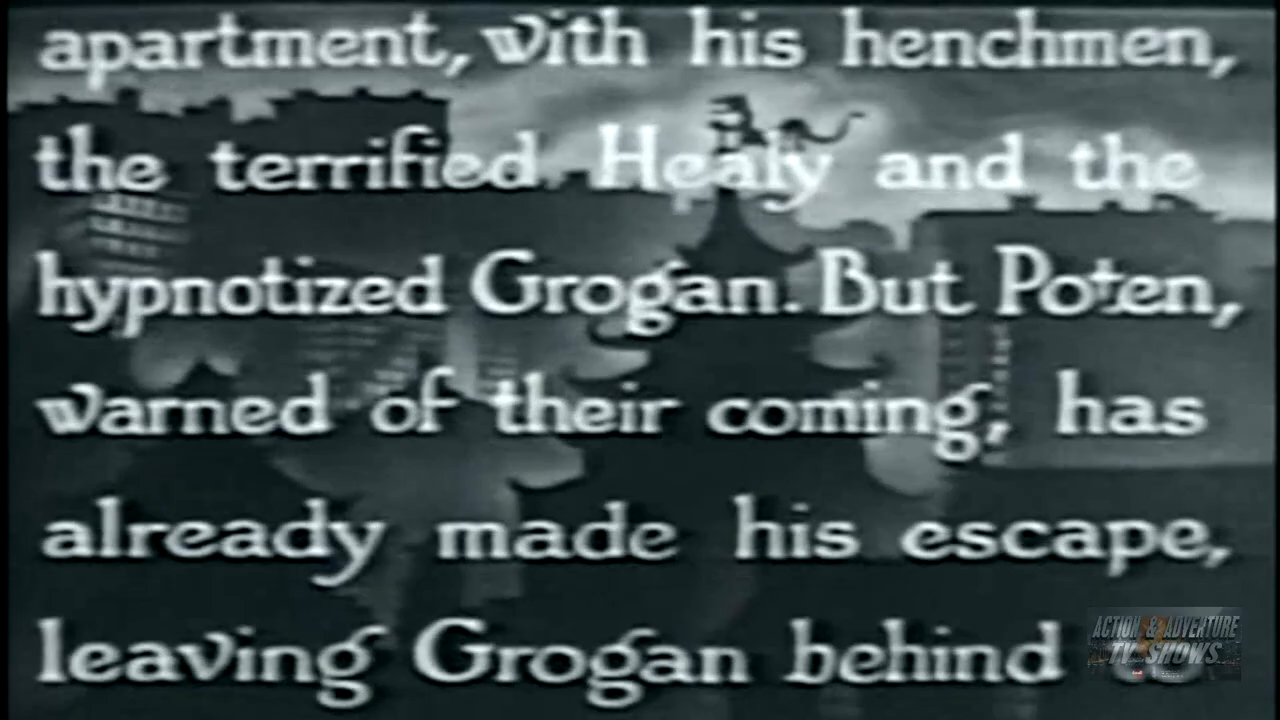 apartment, with his henchmen,
the terrified Healy and the
hypnotized Grogan. But Poten,
warned of their coming, has
already made his escape,
leaving Grogan behind
ACTION & ADVENTURE
TV SHOWS